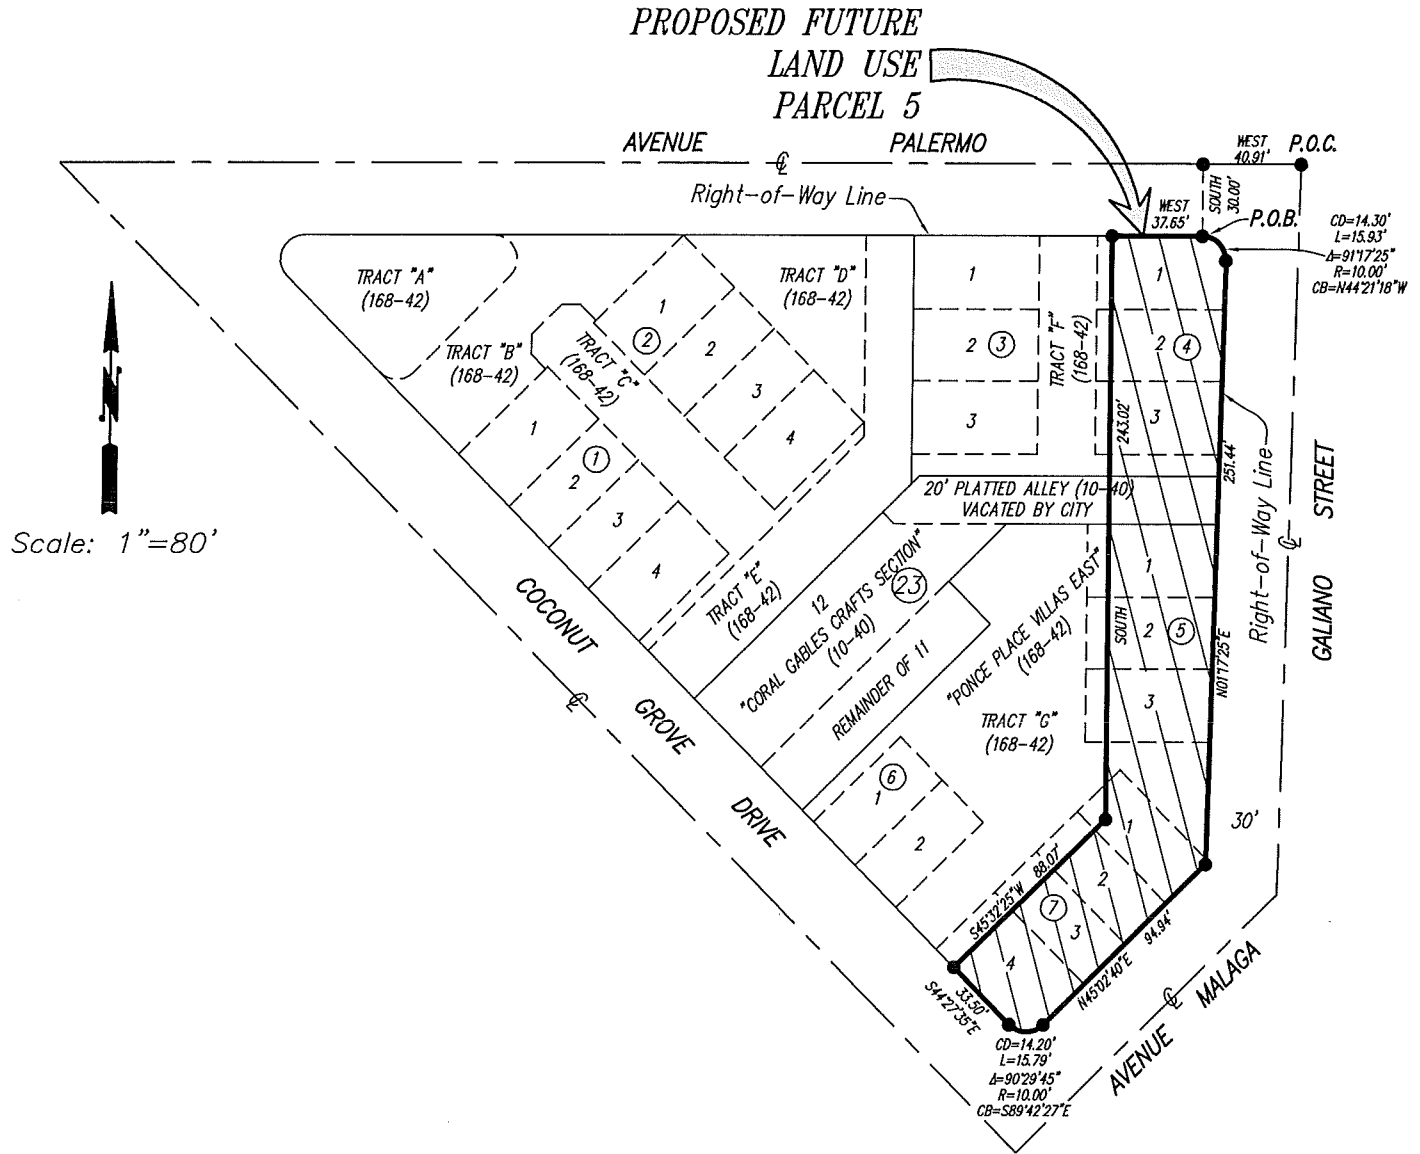 PROPOSED FUTURE
LAND USE
PARCEL 5
AVENUE
PALERMO
℄
WEST
40.91'
P.O.C.
Right-of-Way Line
WEST
37.65'
SOUTH
30.00'
P.O.B.
CD=14.30'
L=15.93'
Δ=91°17'25"
R=10.00'
CB=N44°21'18"W
TRACT "A"
(168-42)
TRACT "B"
(168-42)
TRACT "C"
(168-42)
TRACT "D"
(168-42)
1
2
2
3
4
1
1
2
3
4
1
2
3
3
TRACT "F"
(168-42)
1
2
4
3
243.02'
251.44'
Right-of-Way Line
GALIANO STREET
℄
N
Scale: 1"=80'
20' PLATTED ALLEY (10-40)
VACATED BY CITY
TRACT "E"
(168-42)
12
"CORAL GABLES CRAFTS SECTION"
(10-40)
23
REMAINDER OF 11
"PONCE PLACE VILLAS EAST"
(168-42)
TRACT "G"
(168-42)
SOUTH
1
2
5
3
N01°17'25"E
COCONUT
GROVE
DRIVE
℄
6
1
2
30'
S45°32'25"W 88.07'
1
2
7
3
4
94.94'
N45°02'40"E
33.50'
S44°27'35"E
CD=14.20'
L=15.79'
Δ=90°29'45"
R=10.00'
CB=S89°42'27"E
AVENUE
℄
MALAGA